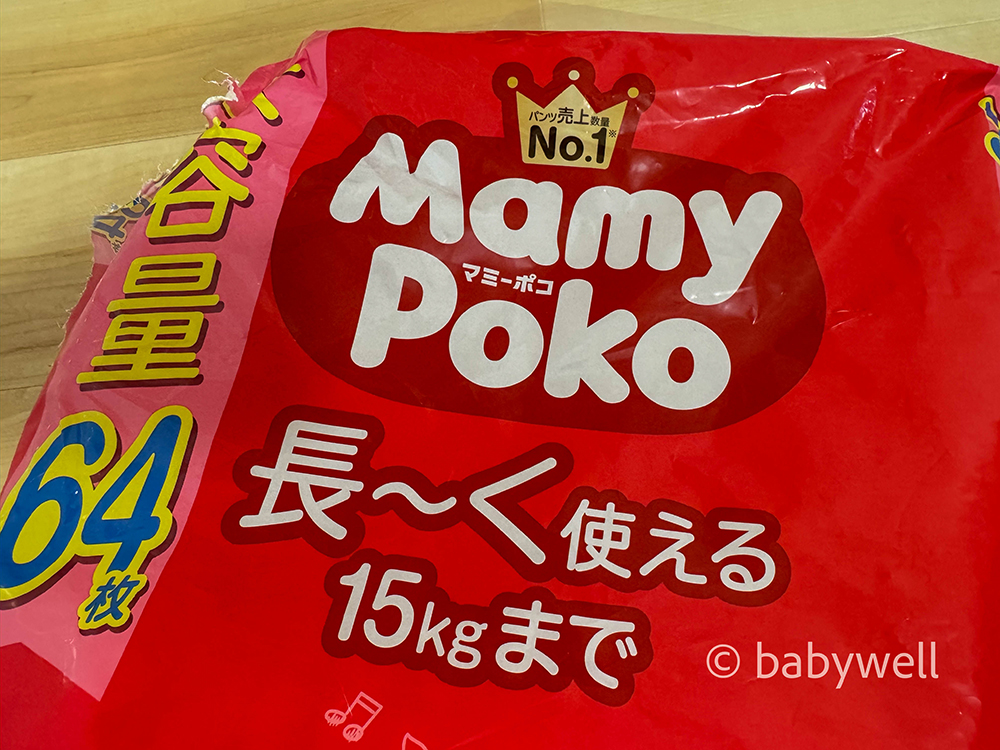 パンツ売上数量
No.1※
Mamy
マミーポコ
Poko
容量
64
枚
長～く使える
15kgまで
© babywell